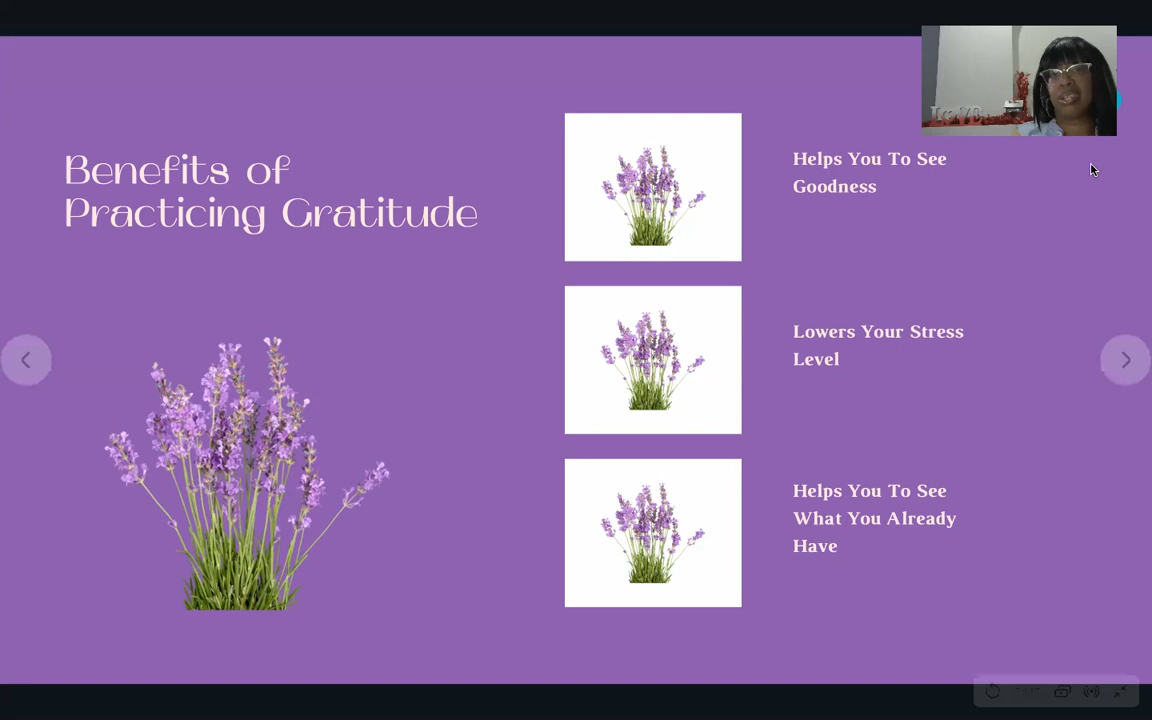 Benefits of
Practicing Gratitude
Helps You To See
Goodness
Lowers Your Stress
Level
Helps You To See
What You Already
Have